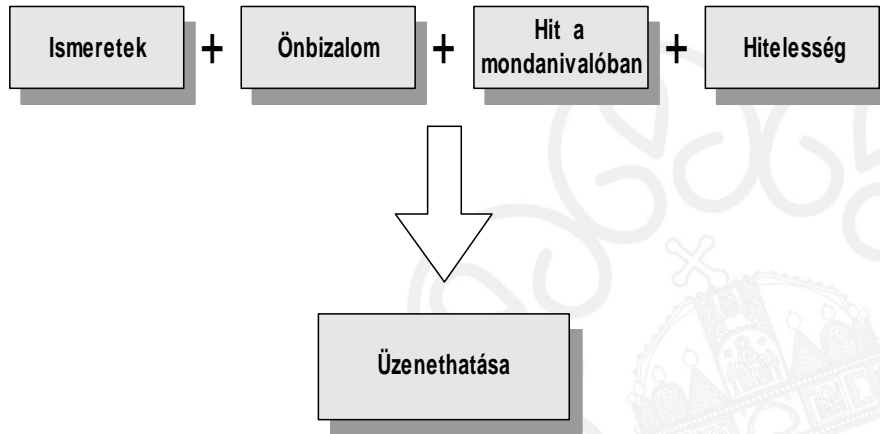 Ismeretek + Önbizalom + Hit a mondanivalóban + Hitelesség
Üzenethatása